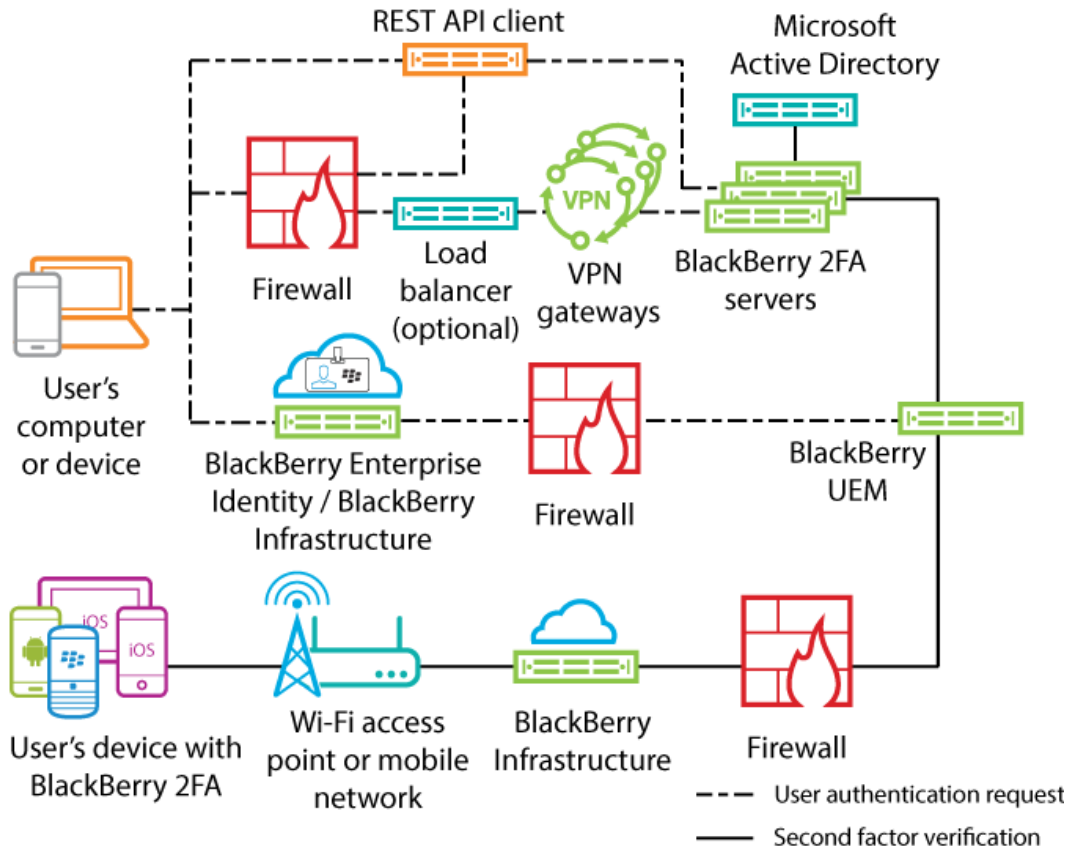 REST API client
Microsoft
Active Directory
VPN
Firewall
Load
balancer
(optional)
VPN
gateways
BlackBerry 2FA
servers
User's
computer
or device
BlackBerry Enterprise
Identity / BlackBerry
Infrastructure
Firewall
BlackBerry
UEM
iOS
iOS
User's device with
BlackBerry 2FA
Wi-Fi access
point or mobile
network
BlackBerry
Infrastructure
Firewall
User authentication request
Second factor verification